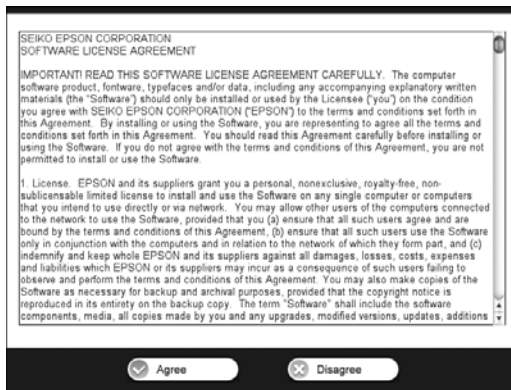 SEIKO EPSON CORPORATION
SOFTWARE LICENSE AGREEMENT
IMPORTANT! READ THIS SOFTWARE LICENSE AGREEMENT CAREFULLY.  The computer
software product, fontware, typefaces and/or data, including any accompanying explanatory written
materials (the "Software") should only be installed or used by the Licensee ("you") on the condition
you agree with SEIKO EPSON CORPORATION ("EPSON") to the terms and conditions set forth in
this Agreement.  By installing or using the Software, you are representing to agree all the terms and
conditions set forth in this Agreement.  You should read this Agreement carefully before installing or
using the Software.  If you do not agree with the terms and conditions of this Agreement, you are not
permitted to install or use the Software.
1. License.  EPSON and its suppliers grant you a personal, nonexclusive, royalty-free, non-
sublicensable limited license to install and use the Software on any single computer or computers
that you intend to use directly or via network.  You may allow other users of the computers connected
to the network to use the Software, provided that you (a) ensure that all such users agree and are
bound by the terms and conditions of this Agreement, (b) ensure that all such users use the Software
only in conjunction with the computers and in relation to the network of which they form part, and (c)
indemnify and keep whole EPSON and its suppliers against all damages, losses, costs, expenses
and liabilities which EPSON or its suppliers may incur as a consequence of such users failing to
observe and perform the terms and conditions of this Agreement. You may also make copies of the
Software as necessary for backup and archival purposes, provided that the copyright notice is
reproduced in its entirety on the backup copy.  The term "Software" shall include the software
components, media, all copies made by you and any upgrades, modified versions, updates, additions
Agree
Disagree